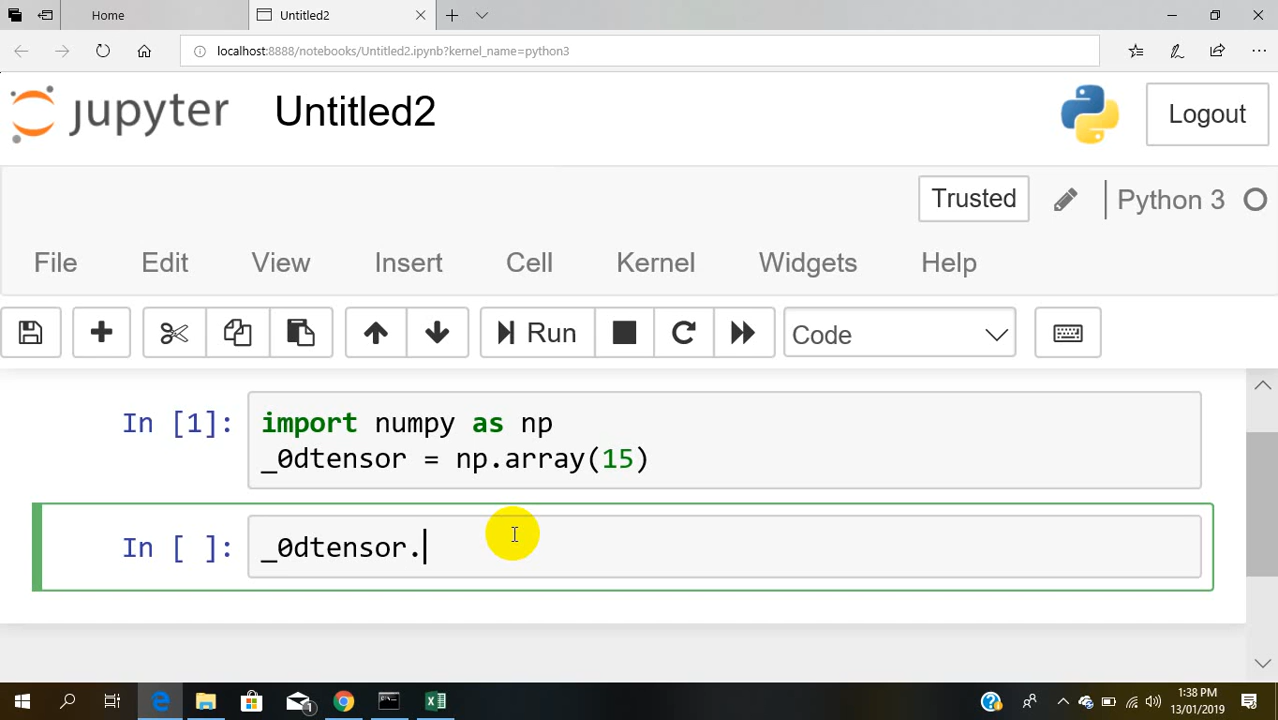 Home
Untitled2
localhost:8888/notebooks/Untitled2.ipynb?kernel_name=python3
jupyter Untitled2
Logout
Trusted
Python 3
File Edit View Insert Cell Kernel Widgets Help
Run
Code
In [1]: import numpy as np
_0dtensor = np.array(15)
In [ ]: _0dtensor.
1:38 PM
13/01/2019